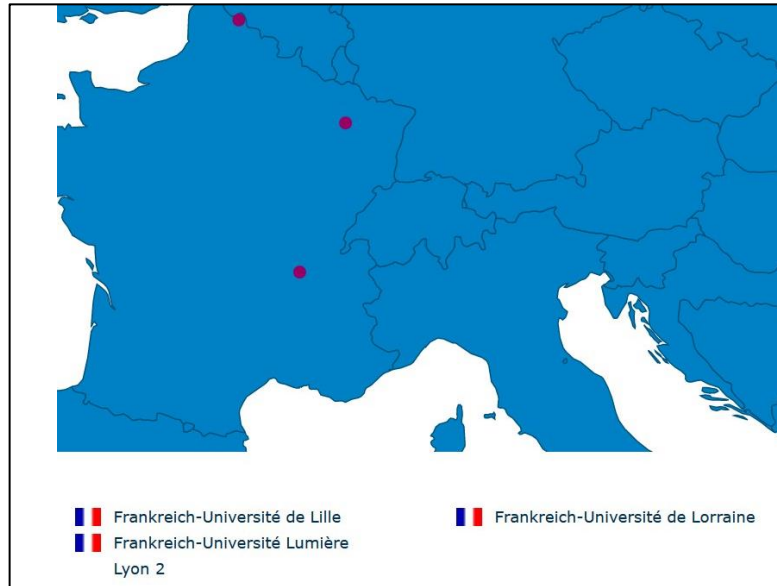 Frankreich-Université de Lille
Frankreich-Université Lumière
Lyon 2
Frankreich-Université de Lorraine